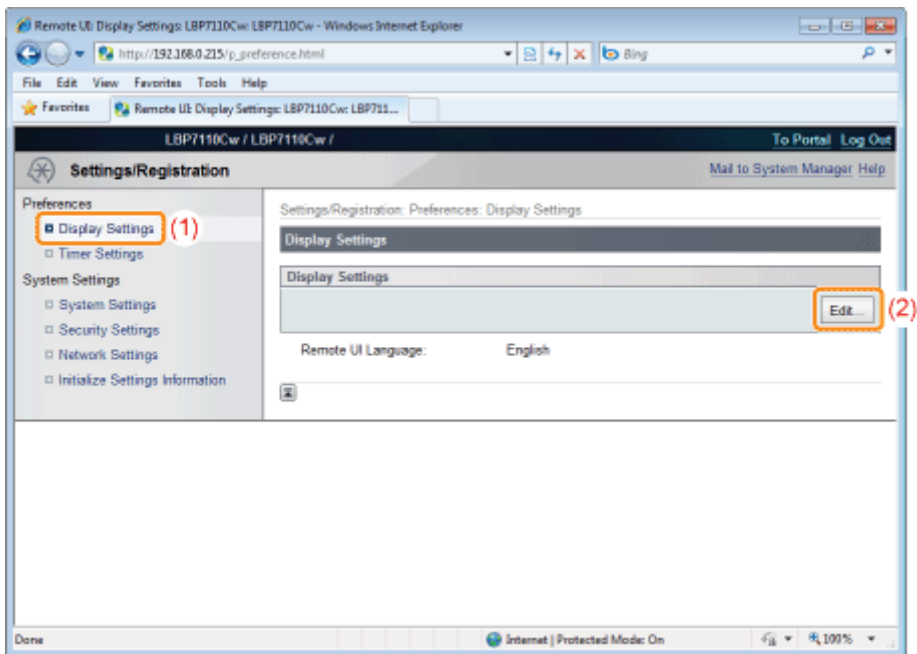 Remote UI: Display Settings: LBP7110Cw: LBP7110Cw - Windows Internet Explorer
http://192.168.0.215/p_preference.html
Bing
File Edit View Favorites Tools Help
Favorites
Remote UI: Display Settings: LBP7110Cw: LBP711...
LBP7110Cw / LBP7110Cw /
To Portal Log Out
Settings/Registration
Mail to System Manager Help
Preferences
Display Settings
(1)
Timer Settings
System Settings
System Settings
Security Settings
Network Settings
Initialize Settings Information
Settings/Registration: Preferences: Display Settings
Display Settings
Display Settings
Edit...
(2)
Remote UI Language: English
Done
Internet | Protected Mode: On
100%